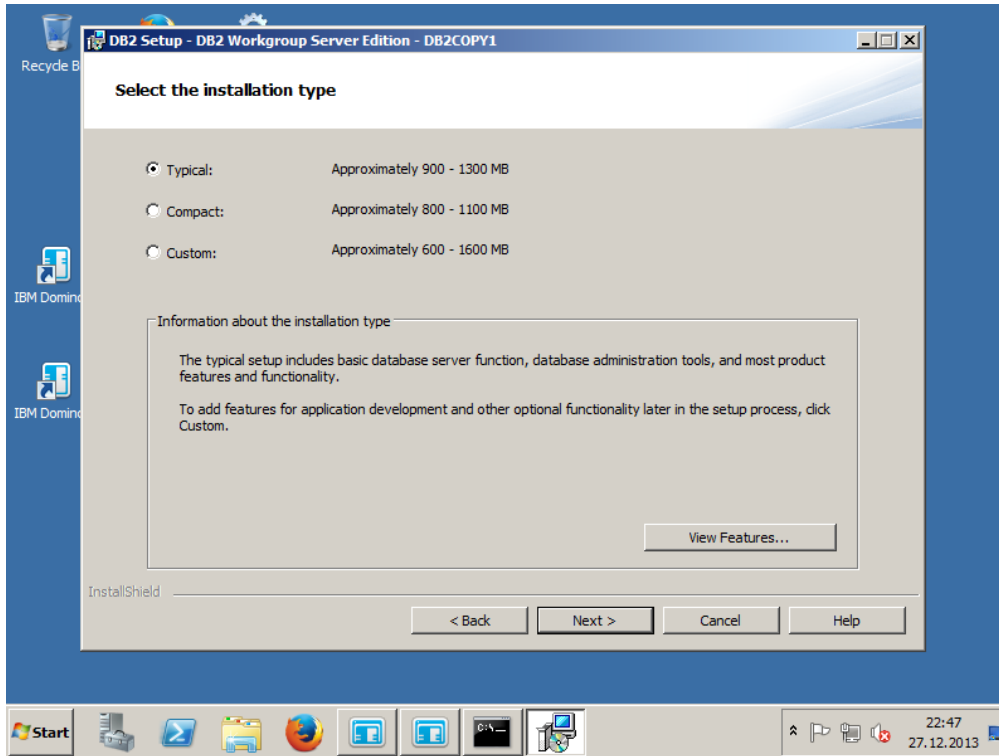 Recycle B
DB2 Setup - DB2 Workgroup Server Edition - DB2COPY1
Select the installation type
Typical: Approximately 900 - 1300 MB
Compact: Approximately 800 - 1100 MB
Custom: Approximately 600 - 1600 MB
IBM Domino
Information about the installation type
The typical setup includes basic database server function, database administration tools, and most product
features and functionality.
To add features for application development and other optional functionality later in the setup process, click
Custom.
IBM Domino
View Features...
InstallShield
< Back Next > Cancel Help
Start
C:\_
22:47
27.12.2013